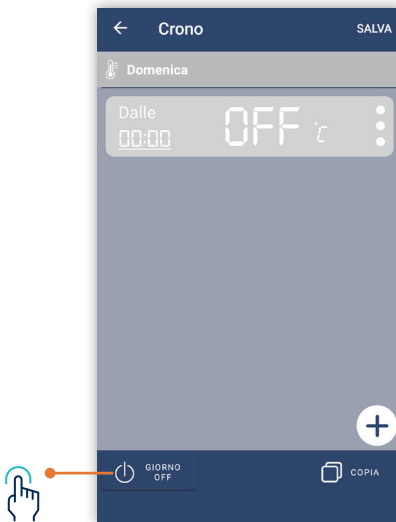 Crono SALVA
Domenica
Dalle
00:00 OFF °C
GIORNO
OFF
COPIA